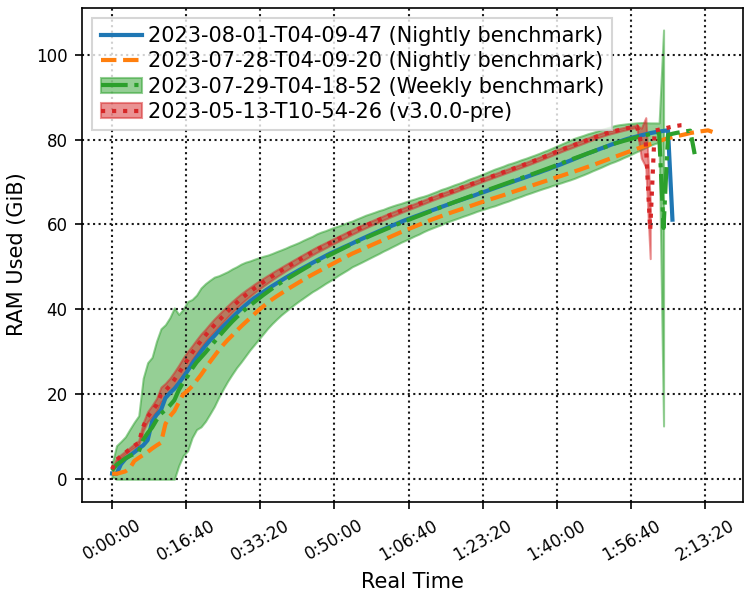 2023-08-01-T04-09-47 (Nightly benchmark)
2023-07-28-T04-09-20 (Nightly benchmark)
2023-07-29-T04-18-52 (Weekly benchmark)
2023-05-13-T10-54-26 (v3.0.0-pre)
100
80
60
40
20
0
RAM Used (GiB)
0:00:00
0:16:40
0:33:20
0:50:00
1:06:40
1:23:20
1:40:00
1:56:40
2:13:20
Real Time